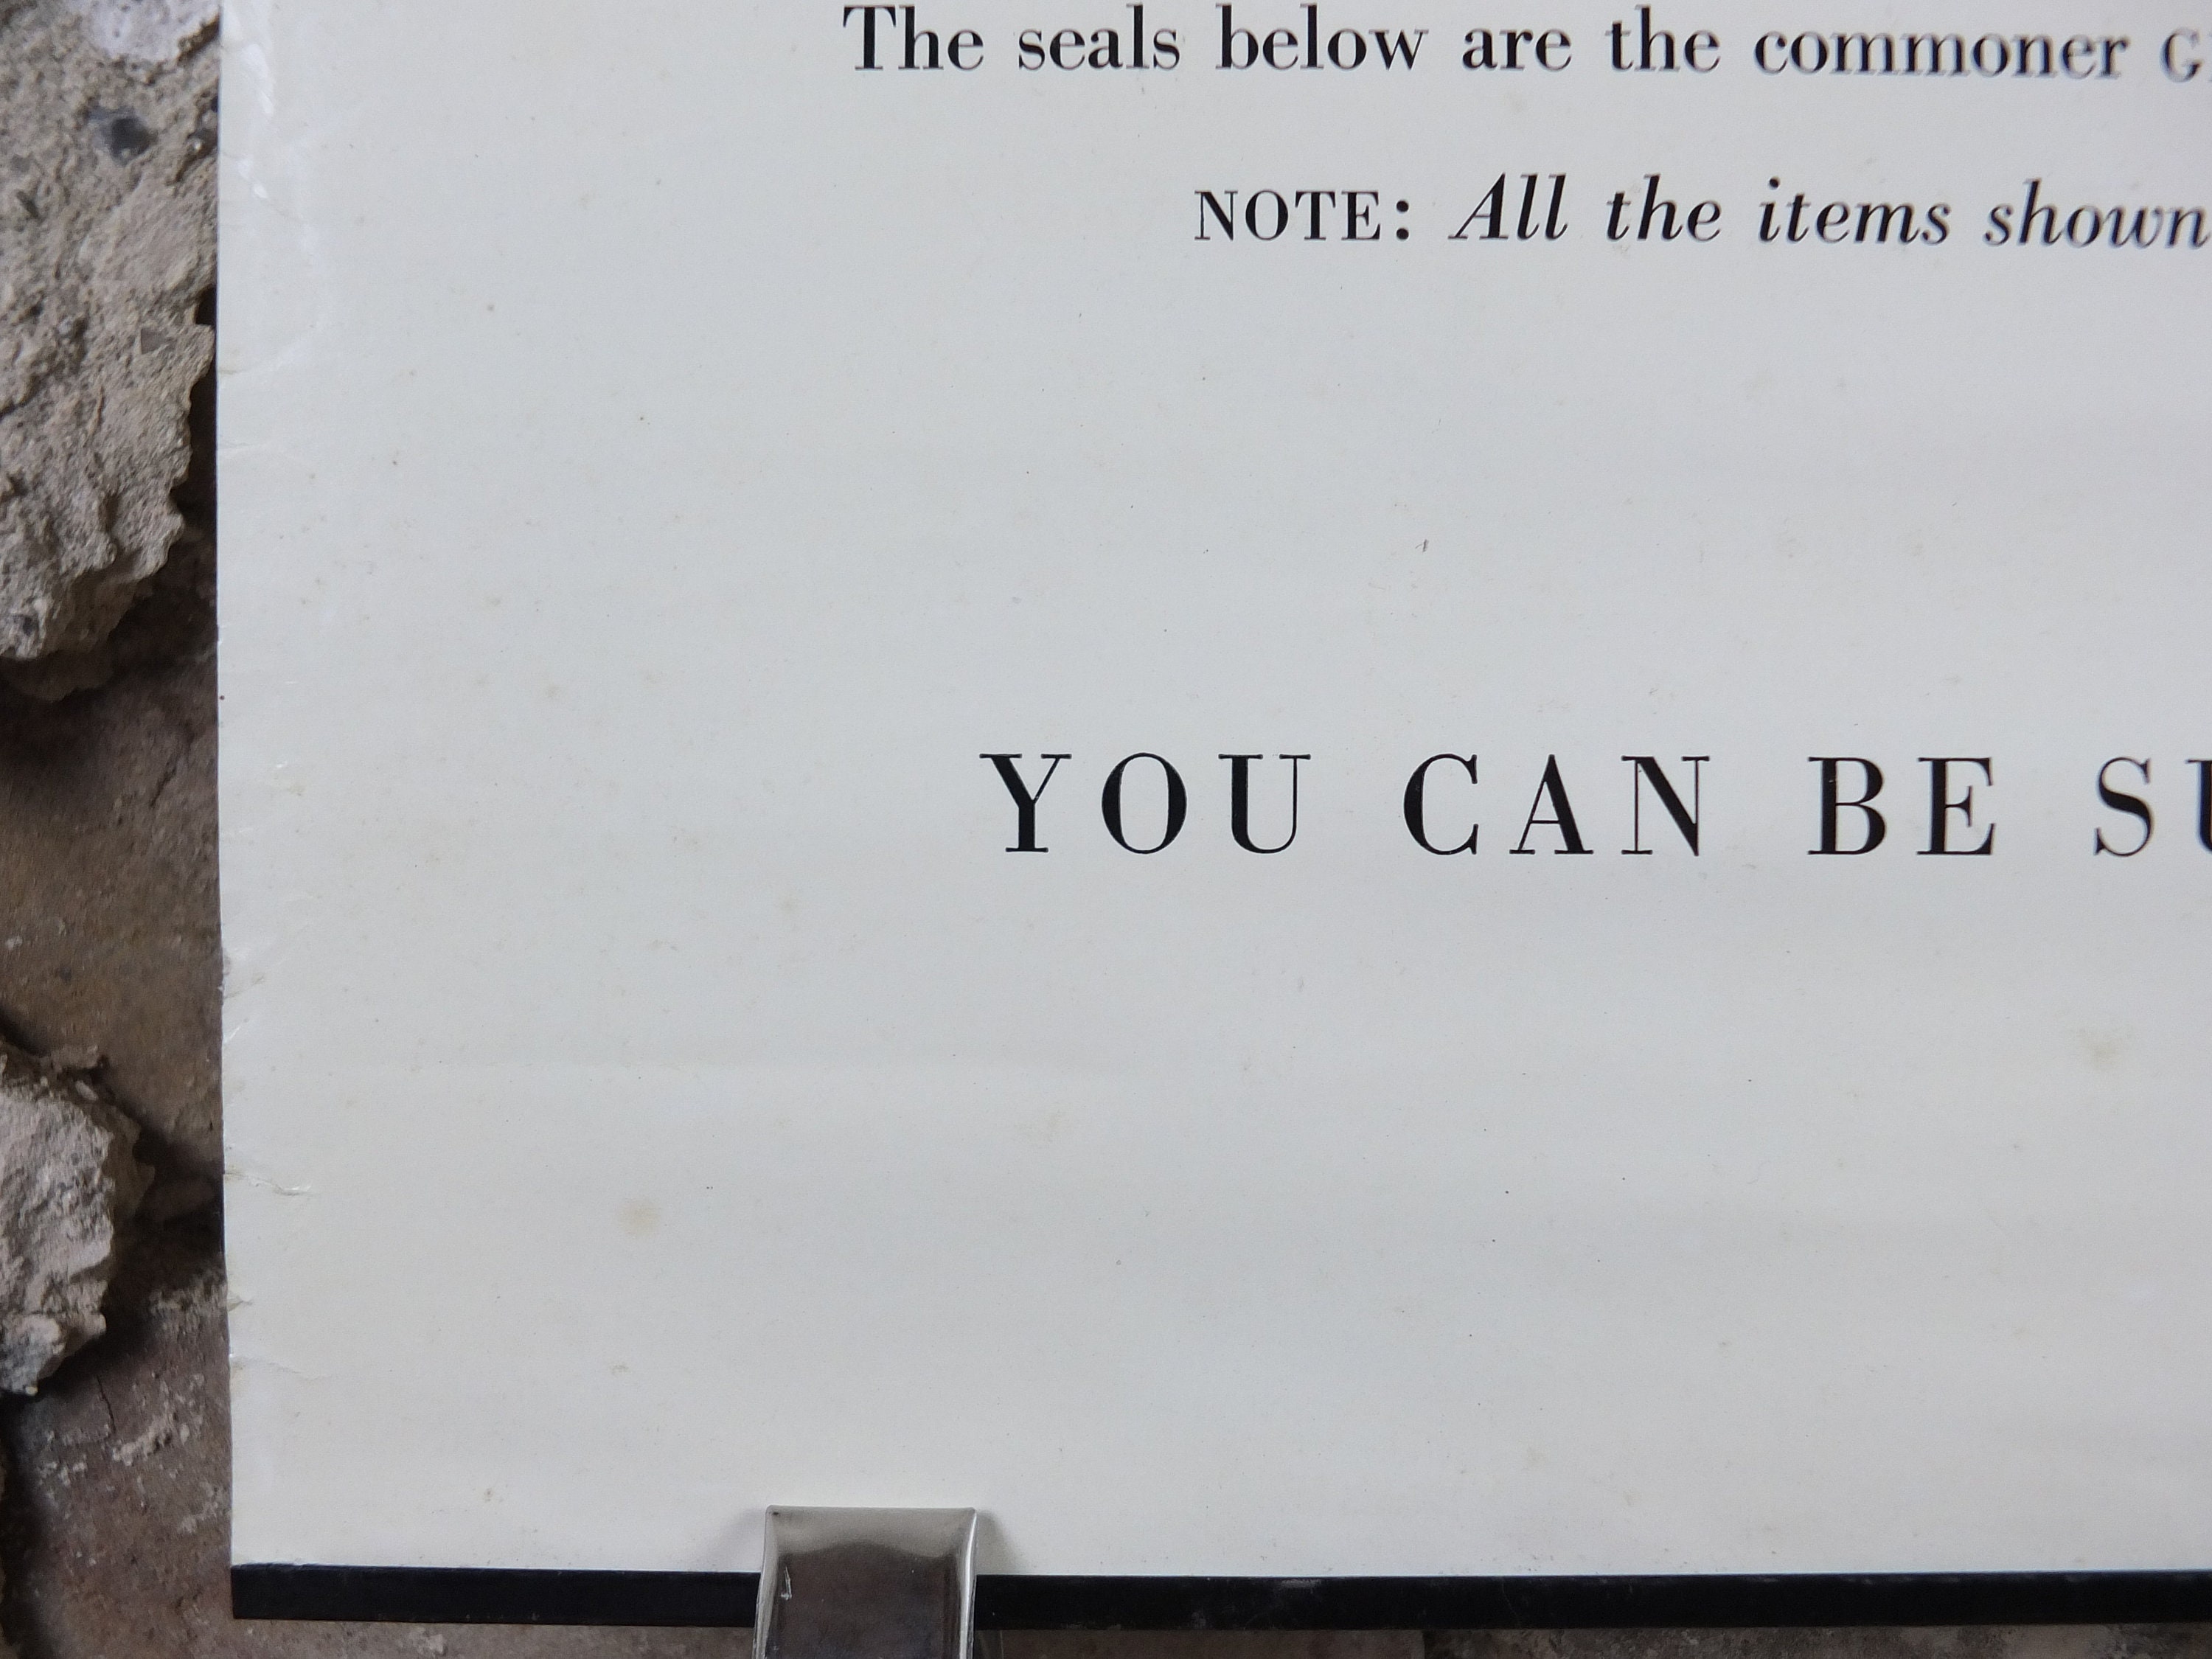 The seals below are the commoner
NOTE: All the items shown
YOU CAN BE